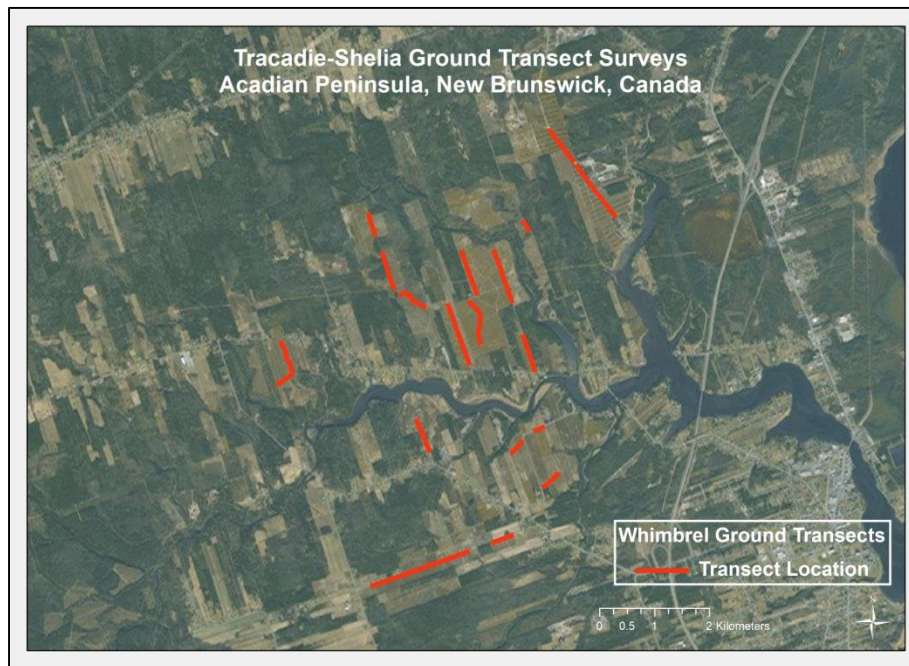 Tracadie-Shelia Ground Transect Surveys
Acadian Peninsula, New Brunswick, Canada
Whimbrel Ground Transects
Transect Location
0 0.5 1 2 Kilometers